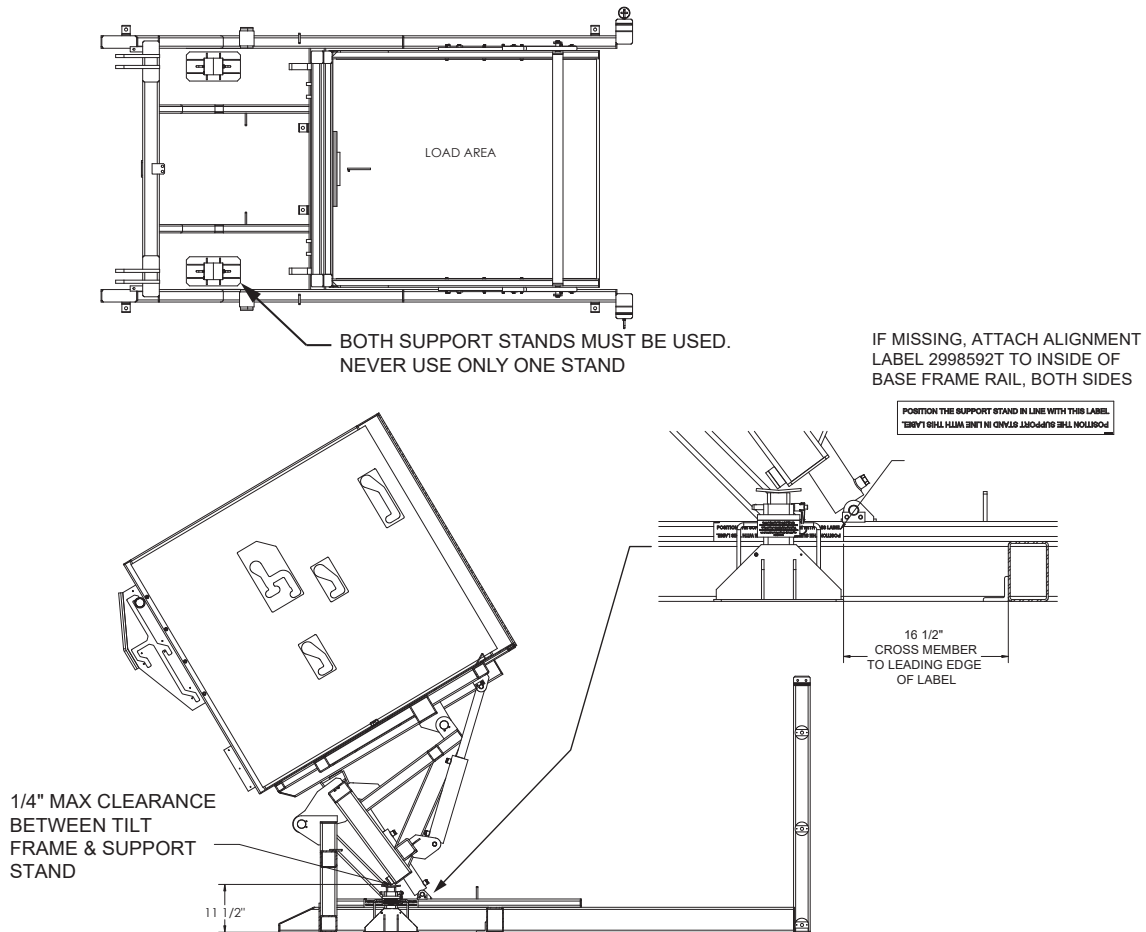 LOAD AREA
BOTH SUPPORT STANDS MUST BE USED.
NEVER USE ONLY ONE STAND
IF MISSING, ATTACH ALIGNMENT
LABEL 2998592T TO INSIDE OF
BASE FRAME RAIL, BOTH SIDES
POSITION THE SUPPORT STAND IN LINE WITH THIS LABEL
POSITION THE SUPPORT STAND IN LINE WITH THIS LABEL.
16 1/2"
CROSS MEMBER
TO LEADING EDGE
OF LABEL
1/4" MAX CLEARANCE
BETWEEN TILT
FRAME & SUPPORT
STAND
11 1/2"